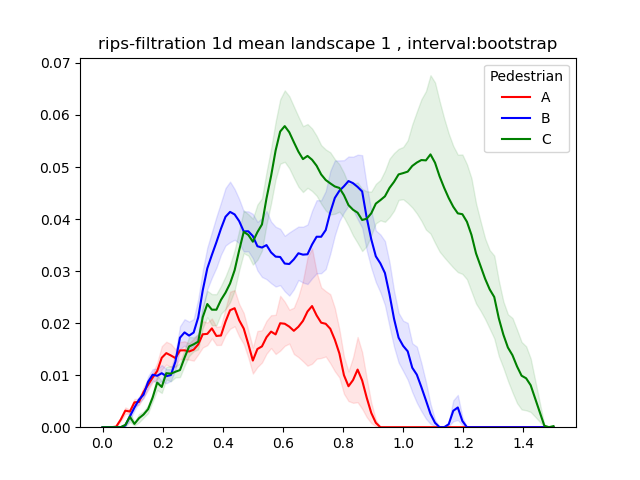 rips-filtration 1d mean landscape 1 , interval:bootstrap
Pedestrian
A
B
C
0.07
0.06
0.05
0.04
0.03
0.02
0.01
0.00
0.0 0.2 0.4 0.6 0.8 1.0 1.2 1.4